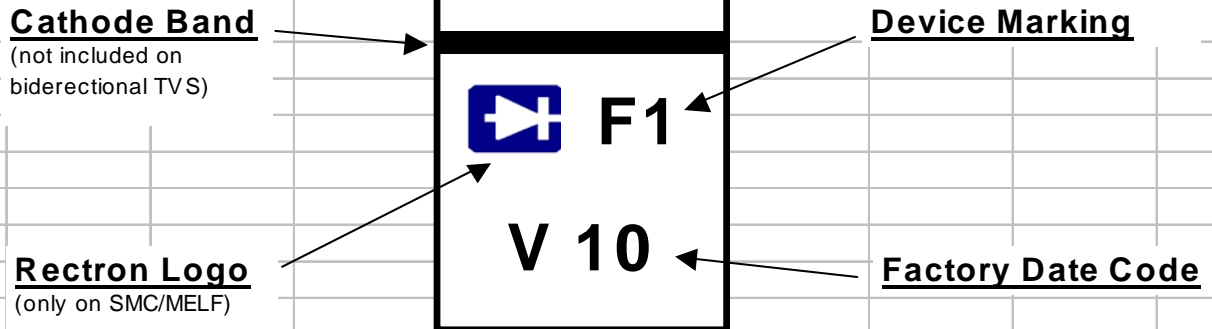 Cathode Band
(not included on
biderectional TVS)
Device Marking
F1
V 10
Rectron Logo
(only on SMC/MELF)
Factory Date Code